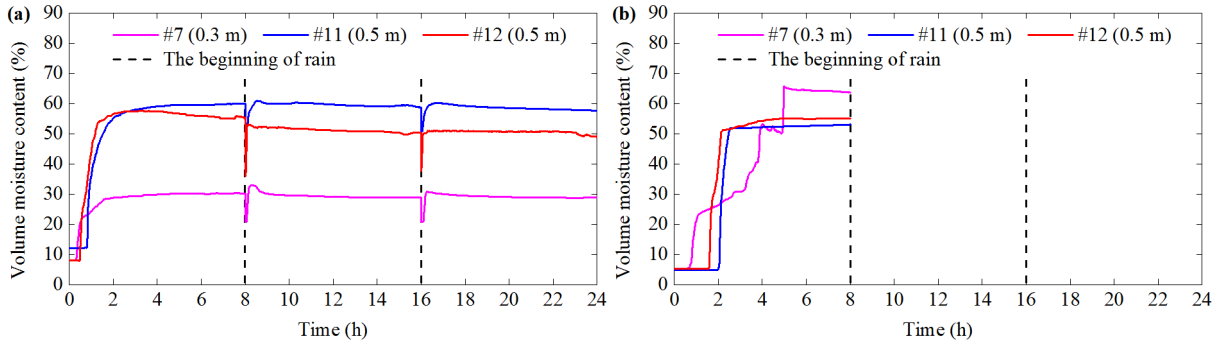 (a)
Volume moisture content (%)
90
80
70
60
50
40
30
20
10
0
#7 (0.3 m) #11 (0.5 m) #12 (0.5 m)
The beginning of rain
0 2 4 6 8 10 12 14 16 18 20 22 24
Time (h)
(b)
Volume moisture content (%)
90
80
70
60
50
40
30
20
10
0
#7 (0.3 m) #11 (0.5 m) #12 (0.5 m)
The beginning of rain
0 2 4 6 8 10 12 14 16 18 20 22 24
Time (h)